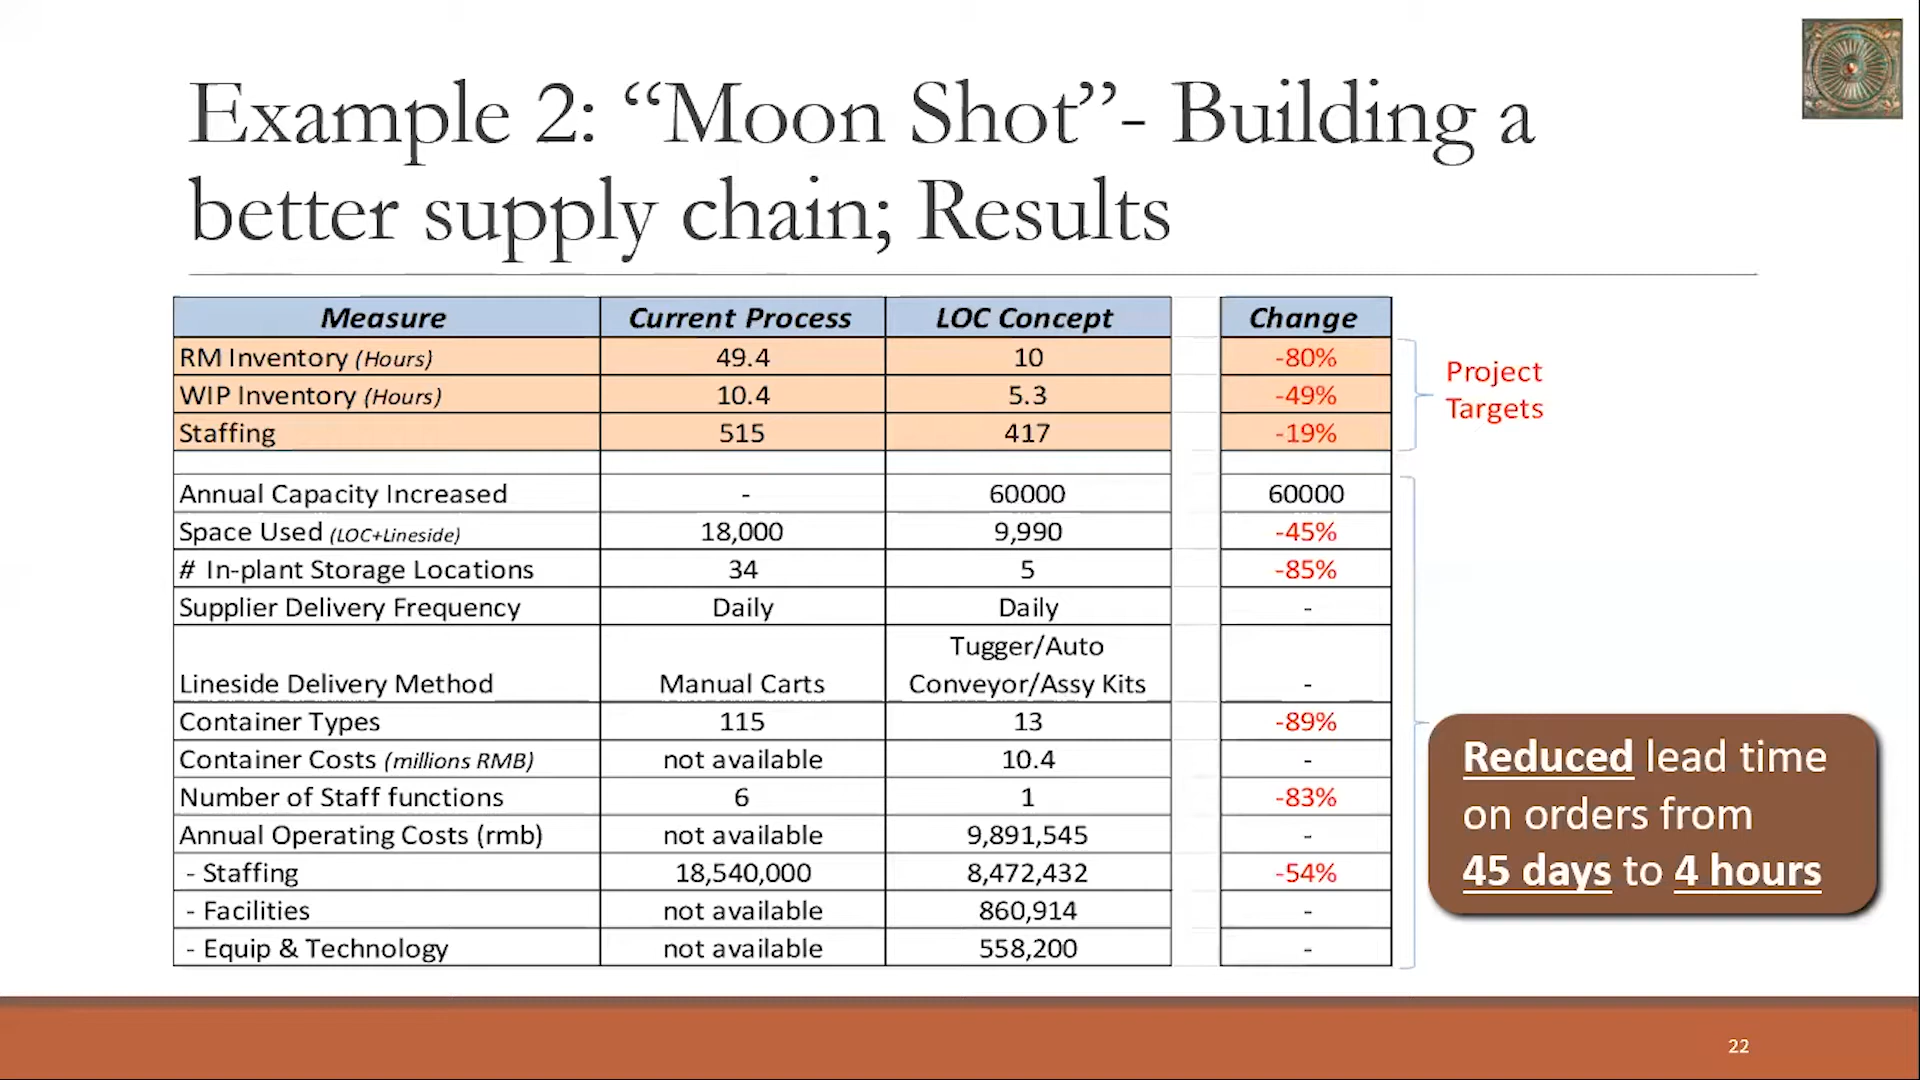 Example 2: “Moon Shot”- Building a
better supply chain; Results
Measure Current Process LOC Concept Change
RM Inventory (Hours) 49.4 10 -80%
WIP Inventory (Hours) 10.4 5.3 -49%
Staffing 515 417 -19%
Project
Targets
Annual Capacity Increased - 60000 60000
Space Used (LOC+Lineside) 18,000 9,990 -45%
# In-plant Storage Locations 34 5 -85%
Supplier Delivery Frequency Daily Daily -
Tugger/Auto
Lineside Delivery Method Manual Carts Conveyor/Assy Kits -
Container Types 115 13 -89%
Container Costs (millions RMB) not available 10.4 -
Number of Staff functions 6 1 -83%
Annual Operating Costs (rmb) not available 9,891,545 -
- Staffing 18,540,000 8,472,432 -54%
- Facilities not available 860,914 -
- Equip & Technology not available 558,200 -
Reduced lead time
on orders from
45 days to 4 hours
22